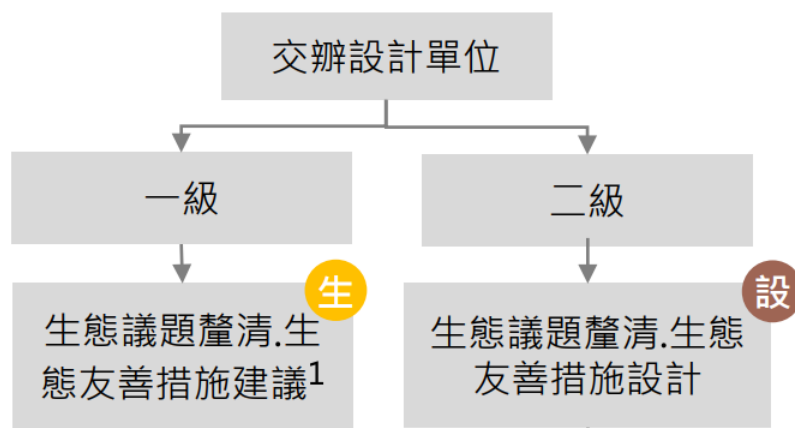 交辦設計單位
一級
二級
生
設
生態議題釐清.生
態友善措施建議1
生態議題釐清.生態
友善措施設計